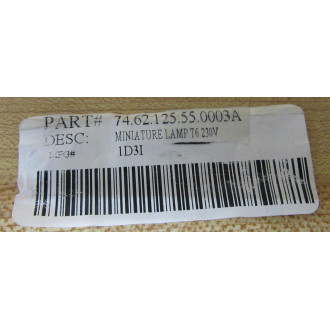 PART# 74.62.125.55.0003A
DESC: MINIATURE LAMP T6 230V
MFG# 1D3I